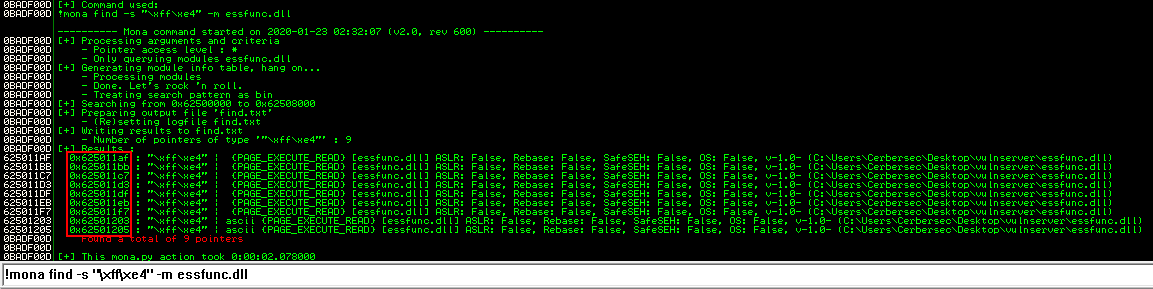 0BADF00D [+] Command used:
0BADF00D !mona find -s "\xff\xe4" -m essfunc.dll
---------- Mona command started on 2020-01-23 02:32:07 (v2.0, rev 600) ----------
0BADF00D [+] Processing arguments and criteria
0BADF00D - Pointer access level : *
0BADF00D - Only querying modules essfunc.dll
0BADF00D [+] Generating module info table, hang on...
0BADF00D - Processing modules
0BADF00D - Done. Let's rock 'n roll.
0BADF00D - Treating search pattern as bin
0BADF00D [+] Searching from 0x62500000 to 0x62508000
0BADF00D [+] Preparing output file 'find.txt'
0BADF00D - (Re)setting logfile find.txt
0BADF00D [+] Writing results to find.txt
0BADF00D - Number of pointers of type '"\xff\xe4"' : 9
0BADF00D [+] Results :
625011AF 0x625011af : "\xff\xe4" | {PAGE_EXECUTE_READ} [essfunc.dll] ASLR: False, Rebase: False, SafeSEH: False, OS: False, v-1.0- (C:\Users\Cerbersec\Desktop\vulnserver\essfunc.dll)
625011BB 0x625011bb : "\xff\xe4" | {PAGE_EXECUTE_READ} [essfunc.dll] ASLR: False, Rebase: False, SafeSEH: False, OS: False, v-1.0- (C:\Users\Cerbersec\Desktop\vulnserver\essfunc.dll)
625011C7 0x625011c7 : "\xff\xe4" | {PAGE_EXECUTE_READ} [essfunc.dll] ASLR: False, Rebase: False, SafeSEH: False, OS: False, v-1.0- (C:\Users\Cerbersec\Desktop\vulnserver\essfunc.dll)
625011D3 0x625011d3 : "\xff\xe4" | {PAGE_EXECUTE_READ} [essfunc.dll] ASLR: False, Rebase: False, SafeSEH: False, OS: False, v-1.0- (C:\Users\Cerbersec\Desktop\vulnserver\essfunc.dll)
625011DF 0x625011df : "\xff\xe4" | {PAGE_EXECUTE_READ} [essfunc.dll] ASLR: False, Rebase: False, SafeSEH: False, OS: False, v-1.0- (C:\Users\Cerbersec\Desktop\vulnserver\essfunc.dll)
625011EB 0x625011eb : "\xff\xe4" | {PAGE_EXECUTE_READ} [essfunc.dll] ASLR: False, Rebase: False, SafeSEH: False, OS: False, v-1.0- (C:\Users\Cerbersec\Desktop\vulnserver\essfunc.dll)
625011F7 0x625011f7 : "\xff\xe4" | {PAGE_EXECUTE_READ} [essfunc.dll] ASLR: False, Rebase: False, SafeSEH: False, OS: False, v-1.0- (C:\Users\Cerbersec\Desktop\vulnserver\essfunc.dll)
62501203 0x62501203 : "\xff\xe4" | ascii {PAGE_EXECUTE_READ} [essfunc.dll] ASLR: False, Rebase: False, SafeSEH: False, OS: False, v-1.0- (C:\Users\Cerbersec\Desktop\vulnserver\essfunc.dll)
62501205 0x62501205 : "\xff\xe4" | ascii {PAGE_EXECUTE_READ} [essfunc.dll] ASLR: False, Rebase: False, SafeSEH: False, OS: False, v-1.0- (C:\Users\Cerbersec\Desktop\vulnserver\essfunc.dll)
0BADF00D Found a total of 9 pointers
0BADF00D
0BADF00D [+] This mona.py action took 0:00:02.078000
!mona find -s "\xff\xe4" -m essfunc.dll